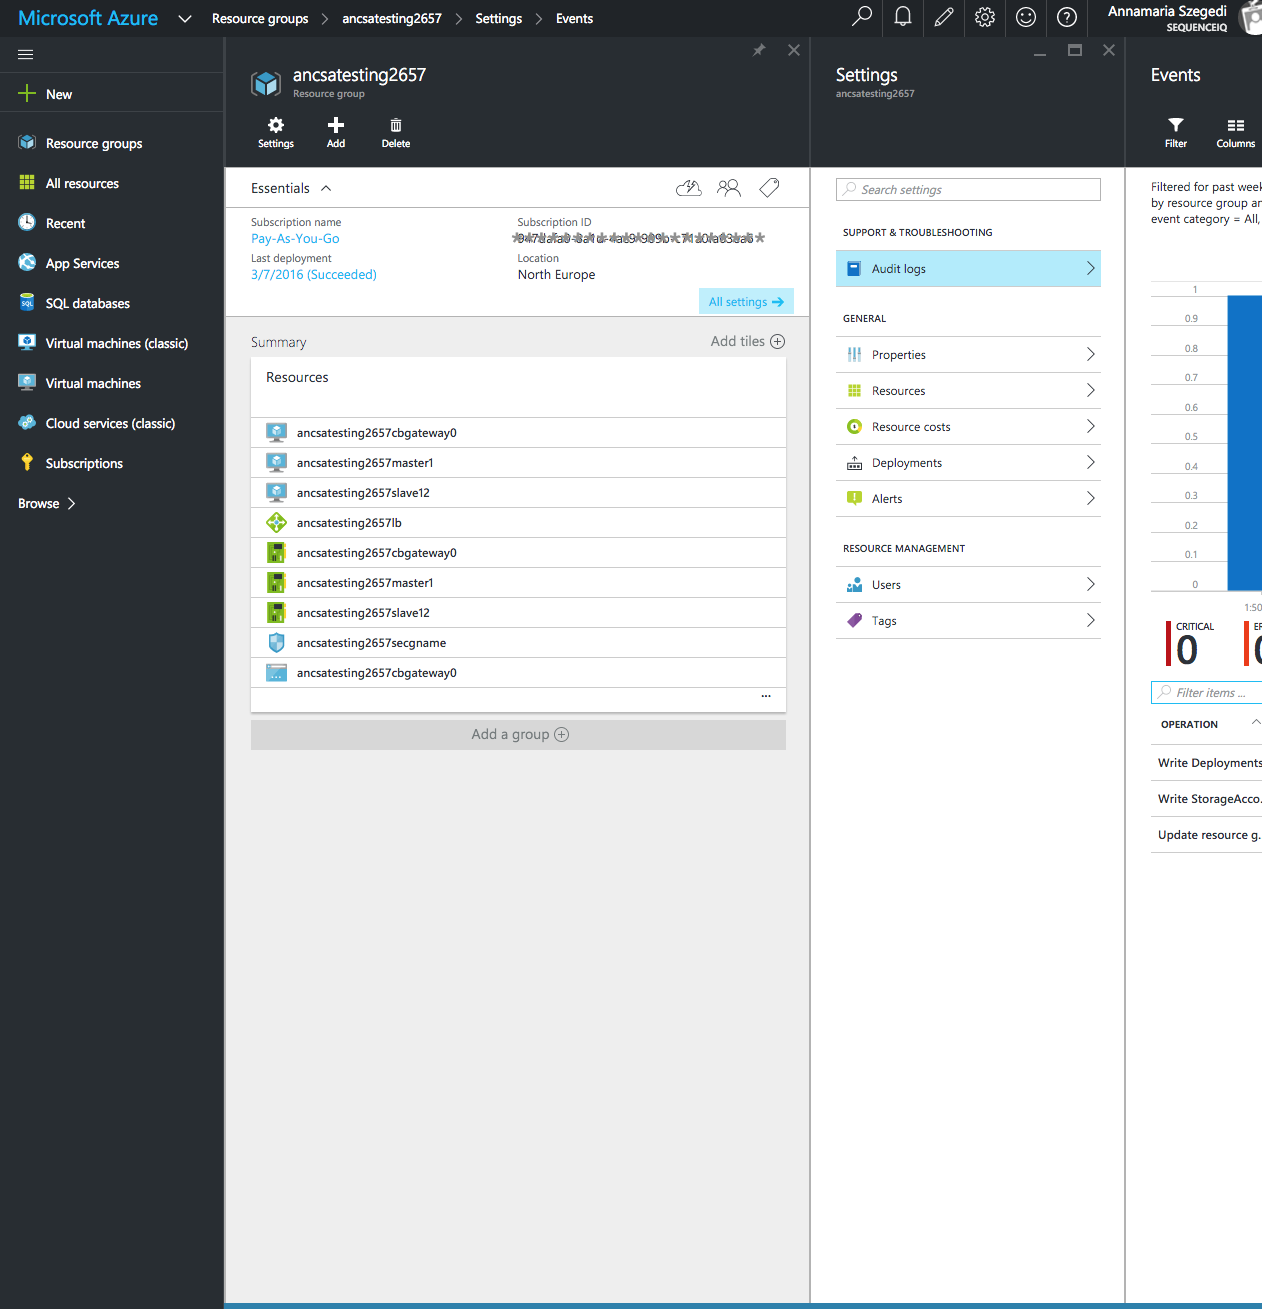 Microsoft Azure
Resource groups > ancsatesting2657 > Settings > Events
Annamaria Szegedi
SEQUENCEIQ
New
Resource groups
All resources
Recent
App Services
SQL databases
Virtual machines (classic)
Virtual machines
Cloud services (classic)
Subscriptions
Browse >
ancsatesting2657
Resource group
Settings
Add
Delete
Essentials
Subscription name
Pay-As-You-Go
Subscription ID
Last deployment
3/7/2016 (Succeeded)
Location
North Europe
All settings →
Summary
Add tiles
Resources
ancsatesting2657cbgateway0
ancsatesting2657master1
ancsatesting2657slave12
ancsatesting2657lb
ancsatesting2657cbgateway0
ancsatesting2657master1
ancsatesting2657slave12
ancsatesting2657secgname
ancsatesting2657cbgateway0
...
Add a group
Settings
ancsatesting2657
Search settings
SUPPORT & TROUBLESHOOTING
Audit logs
GENERAL
Properties
Resources
Resource costs
Deployments
Alerts
RESOURCE MANAGEMENT
Users
Tags
Events
Filter
Columns
Filtered for past week
by resource group an
event category = All,
1
0.9
0.8
0.7
0.6
0.5
0.4
0.3
0.2
0.1
0
1:50
CRITICAL
0
ER
0
Filter items ...
OPERATION
Write Deployments
Write StorageAcco.
Update resource g.